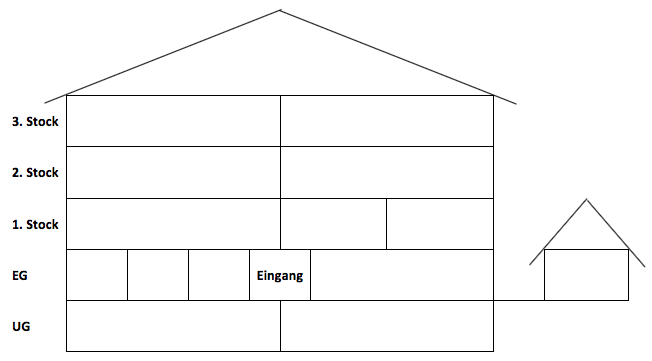 3. Stock
2. Stock
1. Stock
EG
Eingang
UG